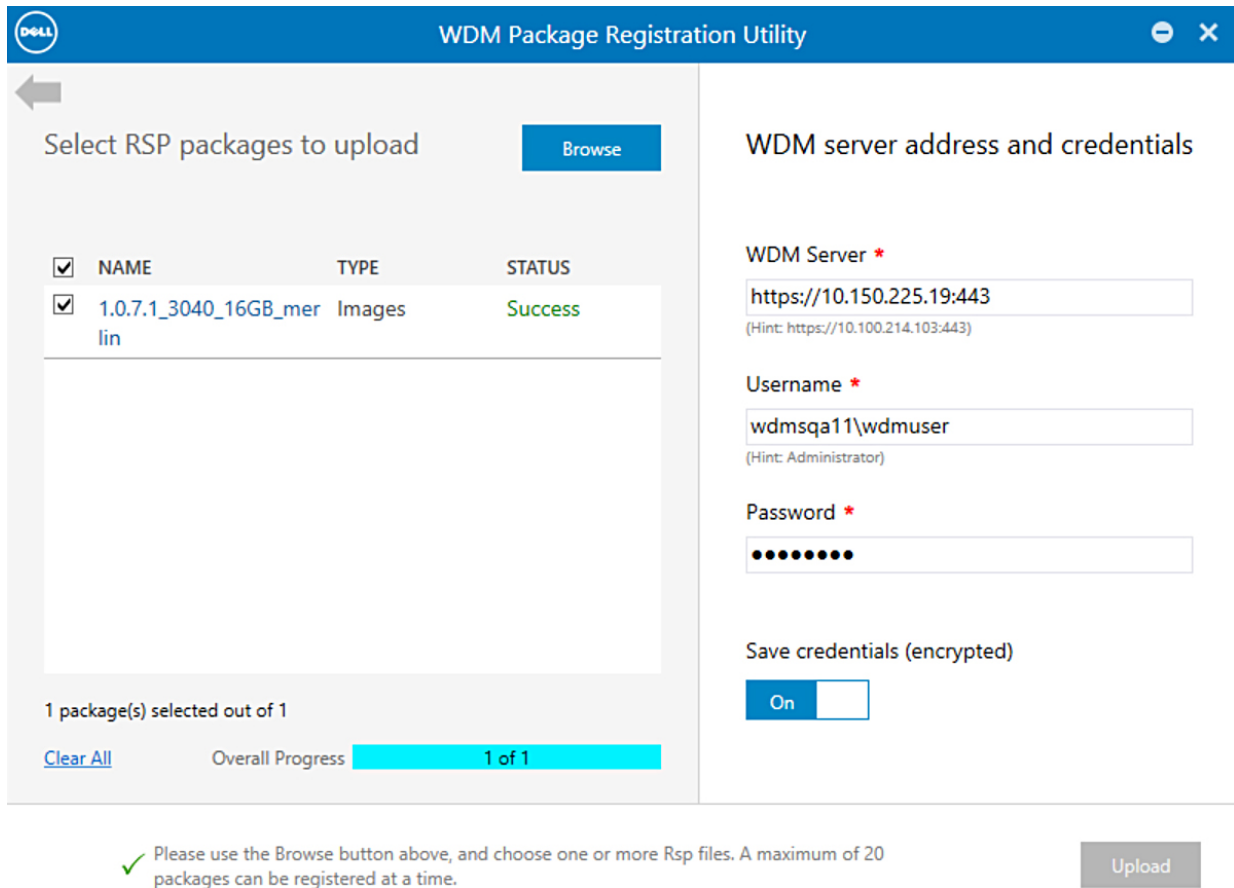 DELL
WDM Package Registration Utility
Select RSP packages to upload
Browse
NAME TYPE STATUS
1.0.7.1_3040_16GB_mer Images Success
lin
1 package(s) selected out of 1
Clear All
Overall Progress
1 of 1
WDM server address and credentials
WDM Server *
https://10.150.225.19:443
(Hint: https://10.100.214.103:443)
Username *
wdmsqa11\wdmuser
(Hint: Administrator)
Password *
●●●●●●●●
Save credentials (encrypted)
On
Please use the Browse button above, and choose one or more Rsp files. A maximum of 20
packages can be registered at a time.
Upload